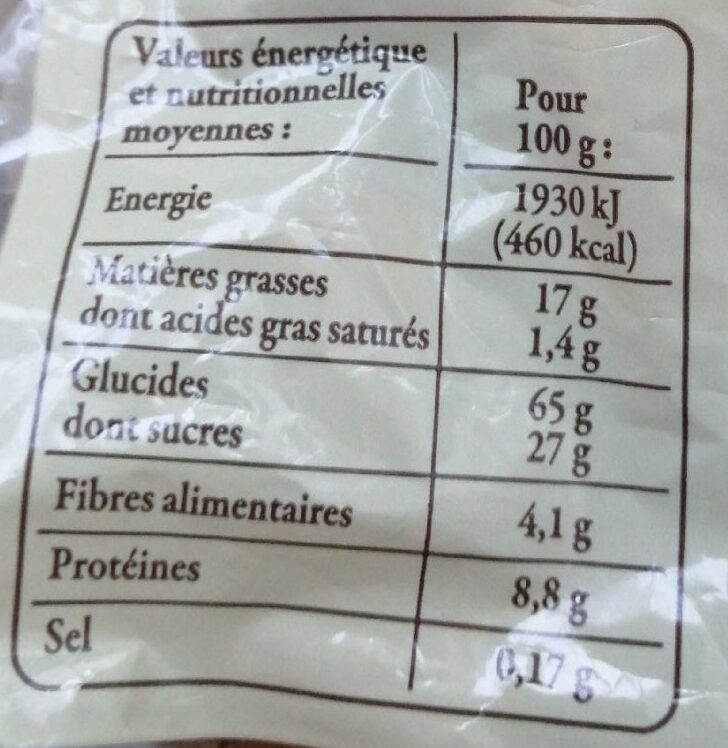 Valeurs énergétique
et nutritionnelles
moyennes :
Pour
100 g :
Energie
1930 kJ
(460 kcal)
Matières grasses 17 g
dont acides gras saturés 1,4 g
Glucides 65 g
dont sucres 27 g
Fibres alimentaires 4,1 g
Protéines 8,8 g
Sel 0,17 g